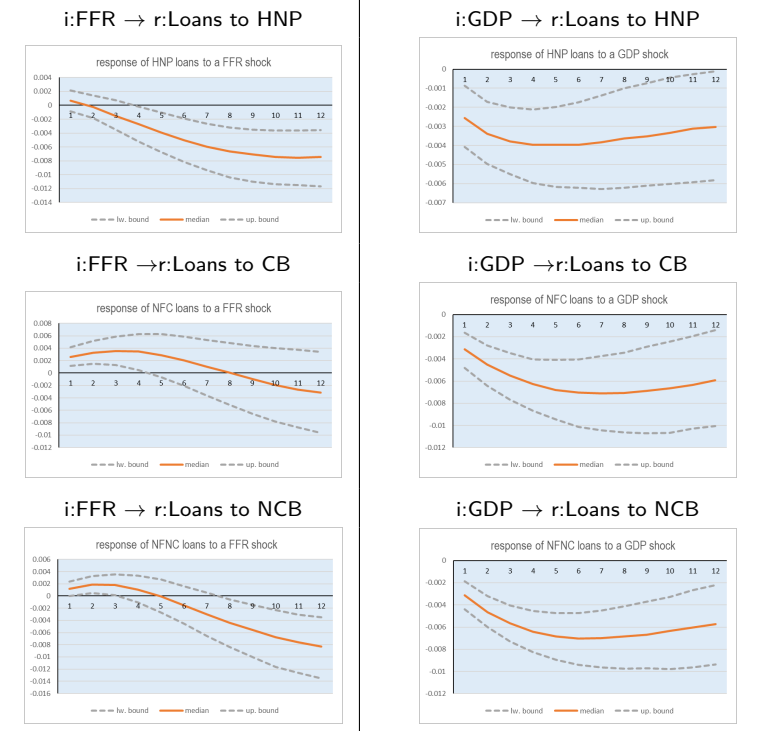 i:FFR → r:Loans to HNP
response of HNP loans to a FFR shock
0.004
0.002
0
-0.002
-0.004
-0.006
-0.008
-0.01
-0.012
-0.014
1 2 3 4 5 6 7 8 9 10 11 12
lw. bound median up. bound
i:GDP → r:Loans to HNP
response of HNP loans to a GDP shock
0
-0.001
-0.002
-0.003
-0.004
-0.005
-0.006
-0.007
1 2 3 4 5 6 7 8 9 10 11 12
lw. bound median up. bound
i:FFR →r:Loans to CB
response of NFC loans to a FFR shock
0.008
0.006
0.004
0.002
0
-0.002
-0.004
-0.006
-0.008
-0.01
-0.012
1 2 3 4 5 6 7 8 9 10 11 12
lw. bound median up. bound
i:GDP →r:Loans to CB
response of NFC loans to a GDP shock
0
-0.002
-0.004
-0.006
-0.008
-0.01
-0.012
1 2 3 4 5 6 7 8 9 10 11 12
lw. bound median up. bound
i:FFR → r:Loans to NCB
response of NFNC loans to a FFR shock
0.006
0.004
0.002
0
-0.002
-0.004
-0.006
-0.008
-0.01
-0.012
-0.014
-0.016
1 2 3 4 5 6 7 8 9 10 11 12
lw. bound median up. bound
i:GDP → r:Loans to NCB
response of NFNC loans to a GDP shock
0
-0.002
-0.004
-0.006
-0.008
-0.01
-0.012
1 2 3 4 5 6 7 8 9 10 11 12
lw. bound median up. bound